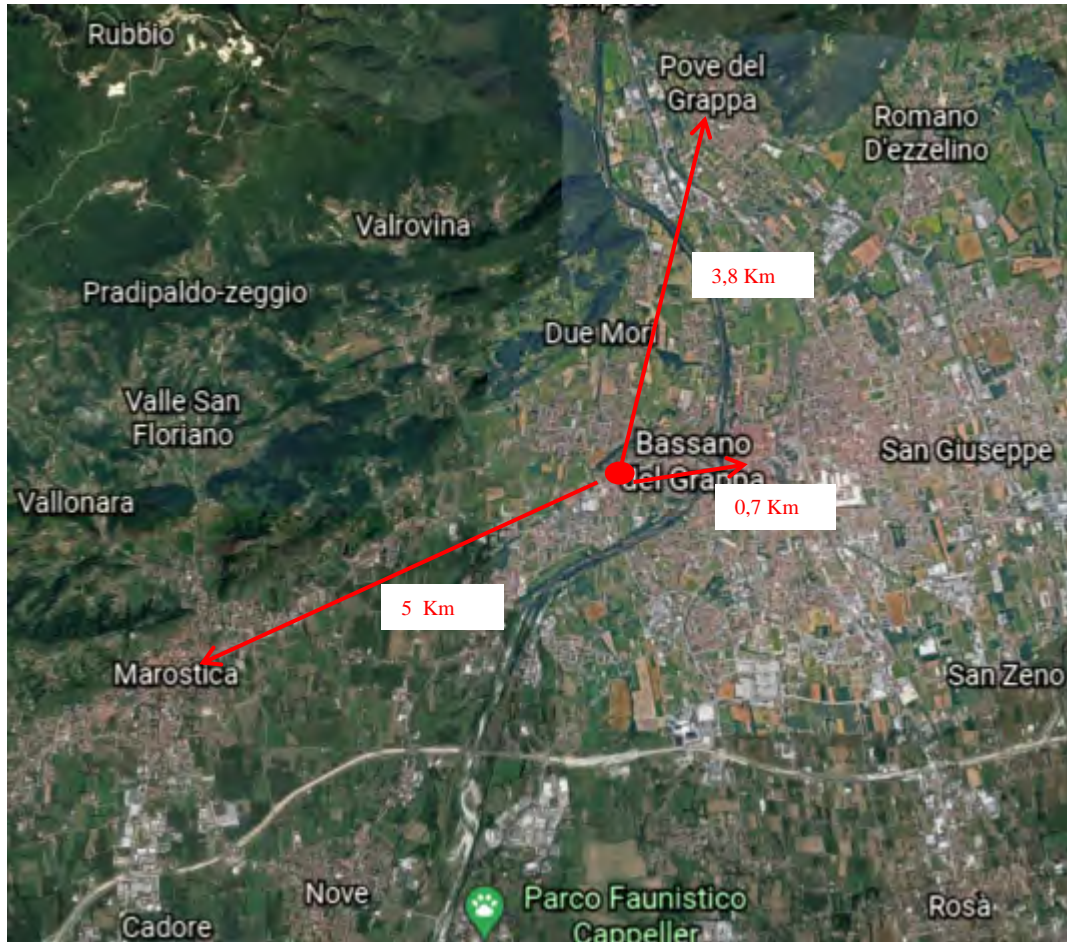 Rubbio
Pove del
Grappa
Romano
D'ezzelino
Valrovina
3,8 Km
Pradipaldo-zeggio
Due Mori
Valle San
Floriano
Bassano
del Grappa
San Giuseppe
Vallonara
0,7 Km
5 Km
Marostica
San Zeno
Nove
Parco Faunistico
Cappeller
Rosà
Cadore